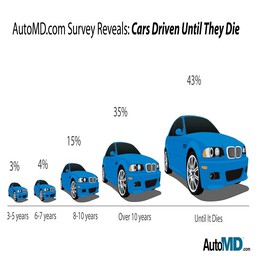 AutoMD.com Survey Reveals: Cars Driven Until They Die
43%
35%
15%
4%
3%
3-5 years
6-7 years
8-10 years
Over 10 years
Until It Dies
AutoMD.com